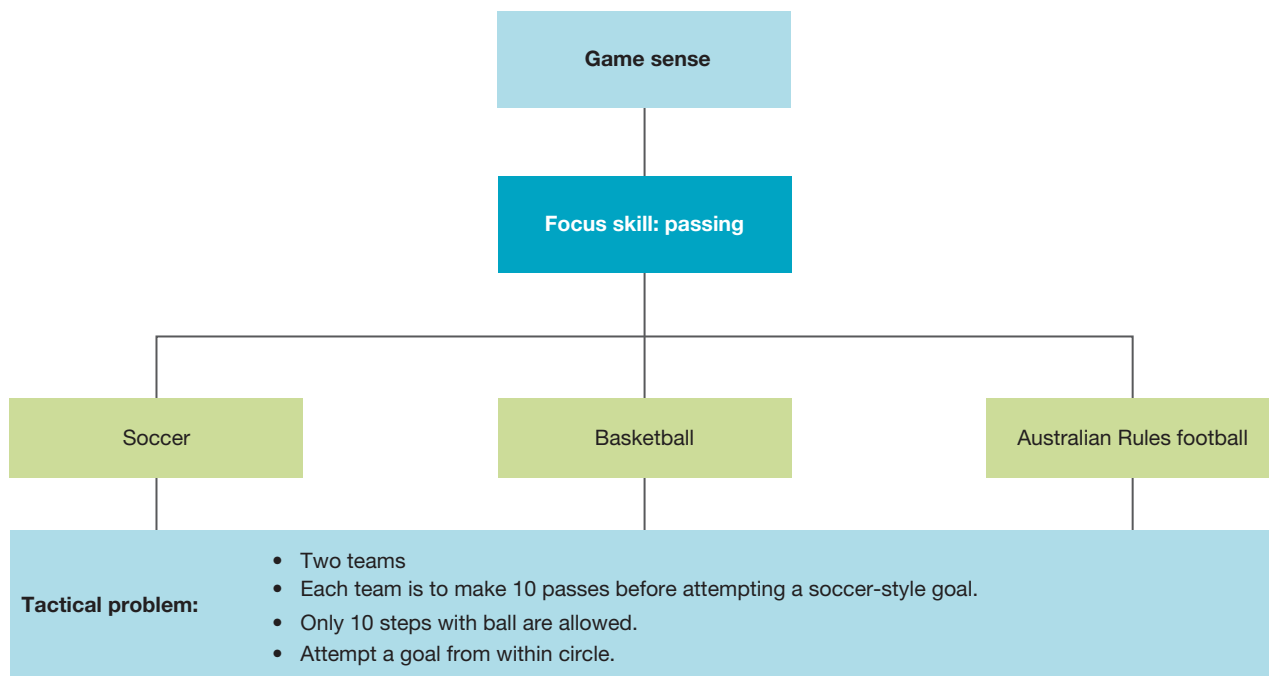 Game sense
Focus skill: passing
Soccer
Basketball
Australian Rules football
Tactical problem:
• Two teams
• Each team is to make 10 passes before attempting a soccer-style goal.
• Only 10 steps with ball are allowed.
• Attempt a goal from within circle.